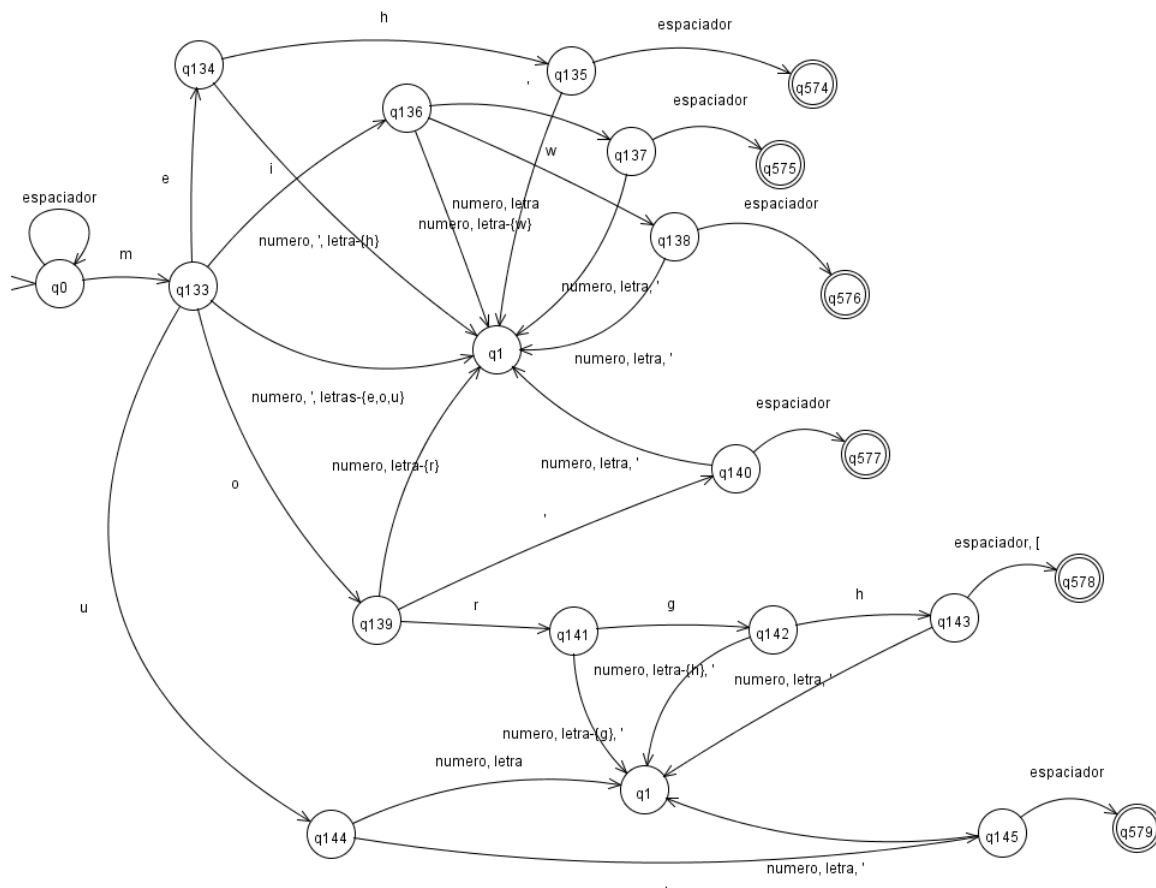 h
espaciador
q134
q135
q574
'
espaciador
q136
q137
w
e
i
q575
espaciador
numero, letra
numero, letra-{w}
espaciador
q138
m
numero, ', letra-{h}
q0
q133
numero, letra, '
q576
q1
numero, letra, '
numero, ', letras-{e,o,u}
espaciador
numero, letra-{r}
numero, letra, '
q140
q577
o
'
espaciador, [
q578
u
r
g
h
q139
q141
q142
q143
numero, letra-{h}, '
numero, letra, '
numero, letra-{g}, '
numero, letra
q1
espaciador
q144
q145
q579
numero, letra, '